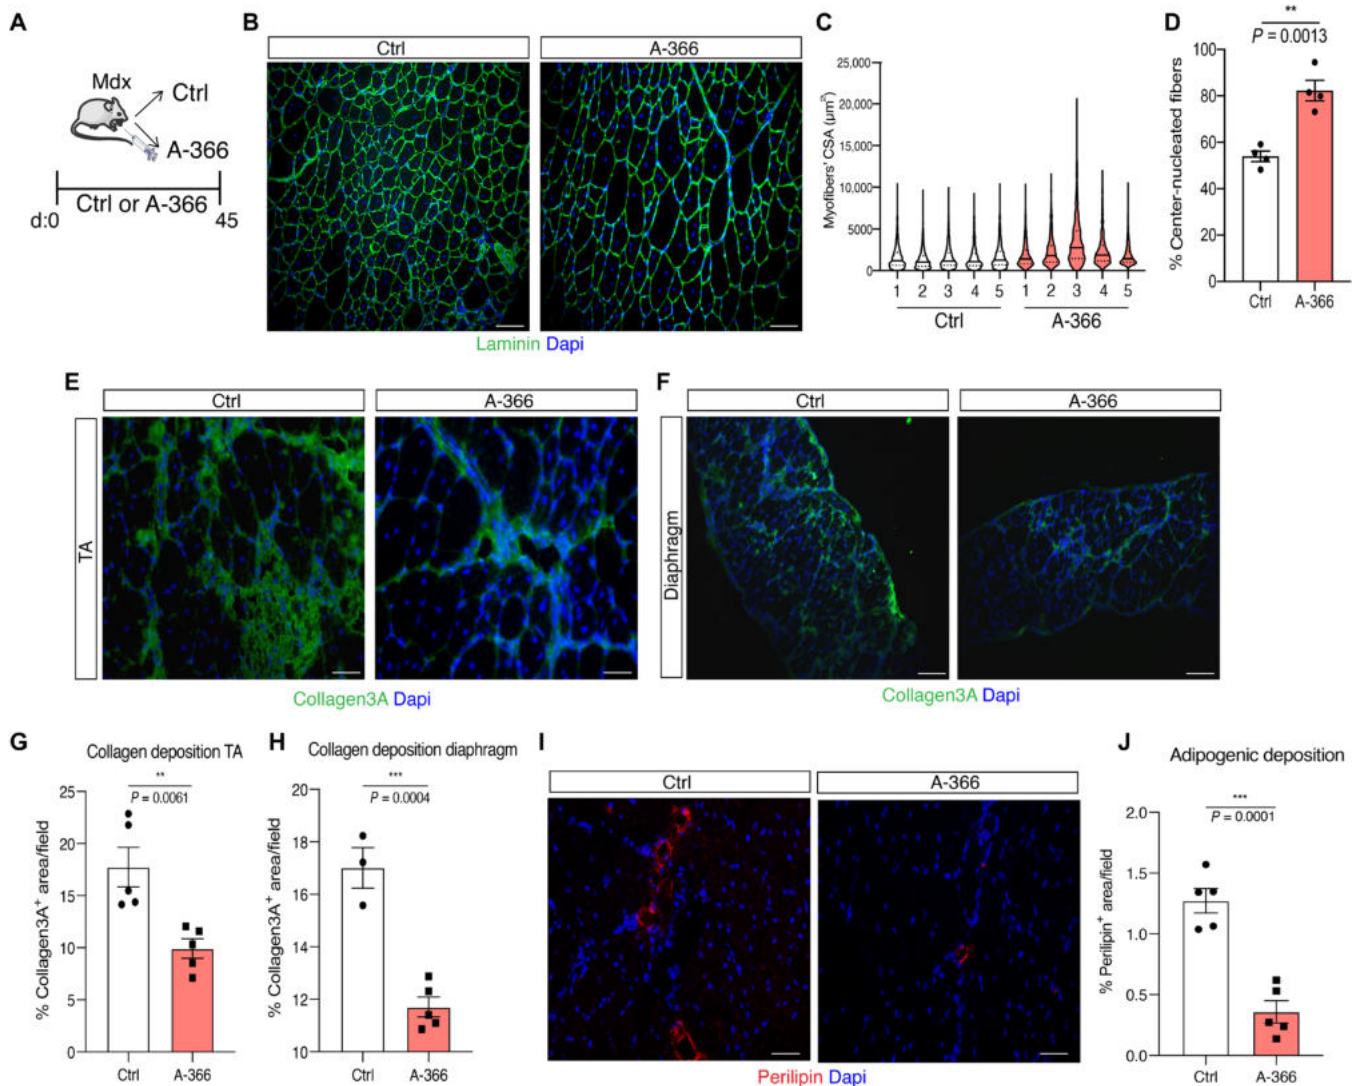 A
Mdx
Ctrl
A-366
Ctrl or A-366
d:0
45
B
Ctrl
A-366
Laminin Dapi
C
Myofibers' CSA (µm²)
25,000
20,000
15,000
10,000
5000
0
1 2 3 4 5 1 2 3 4 5
Ctrl
A-366
D
**
P = 0.0013
% Center-nucleated fibers
100
80
60
40
20
0
Ctrl
A-366
E
Ctrl
A-366
TA
Collagen3A Dapi
F
Ctrl
A-366
Diaphragm
Collagen3A Dapi
G
Collagen deposition TA
**
P = 0.0061
% Collagen3A⁺ area/field
25
20
15
10
5
0
Ctrl
A-366
H
Collagen deposition diaphragm
***
P = 0.0004
% Collagen3A⁺ area/field
20
18
16
14
12
10
Ctrl
A-366
I
Ctrl
A-366
Perilipin Dapi
J
Adipogenic deposition
***
P = 0.0001
% Perilipin⁺ area/field
2.0
1.5
1.0
0.5
0.0
Ctrl
A-366